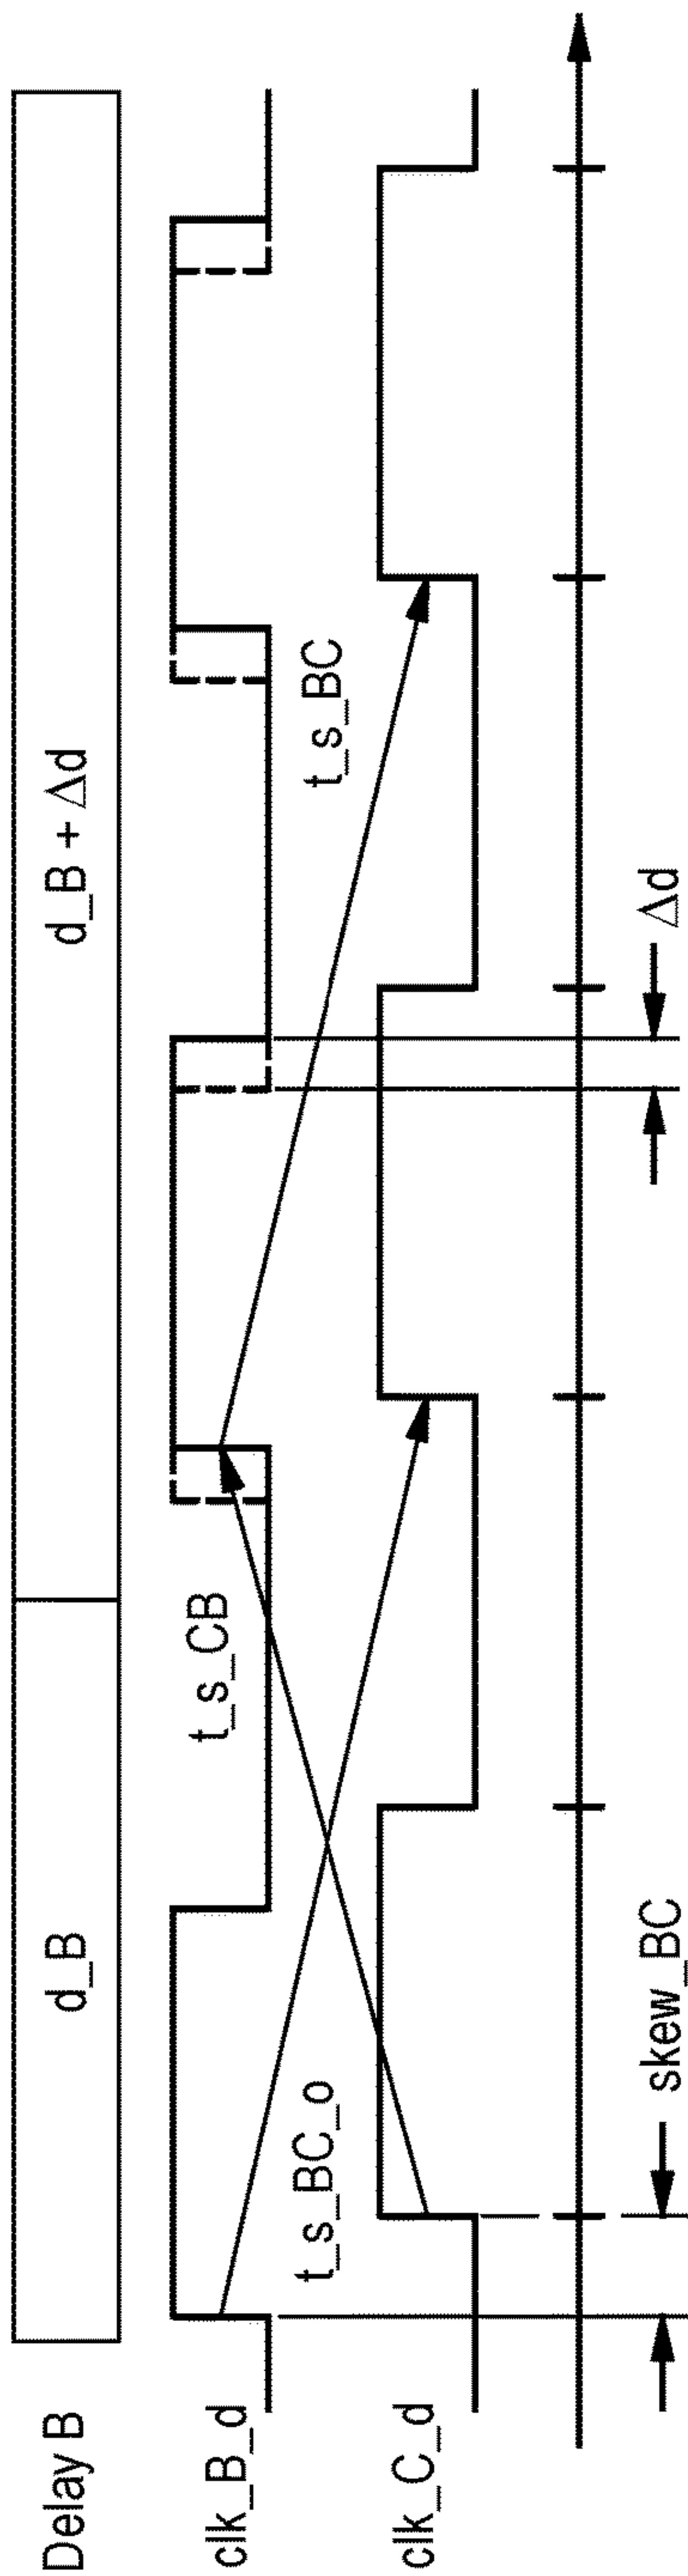 Delay B
d_B
d_B + Δd
clk_B_d
t_s_CB
t_s_BC_o
t_s_BC
clk_C_d
skew_BC
Δd